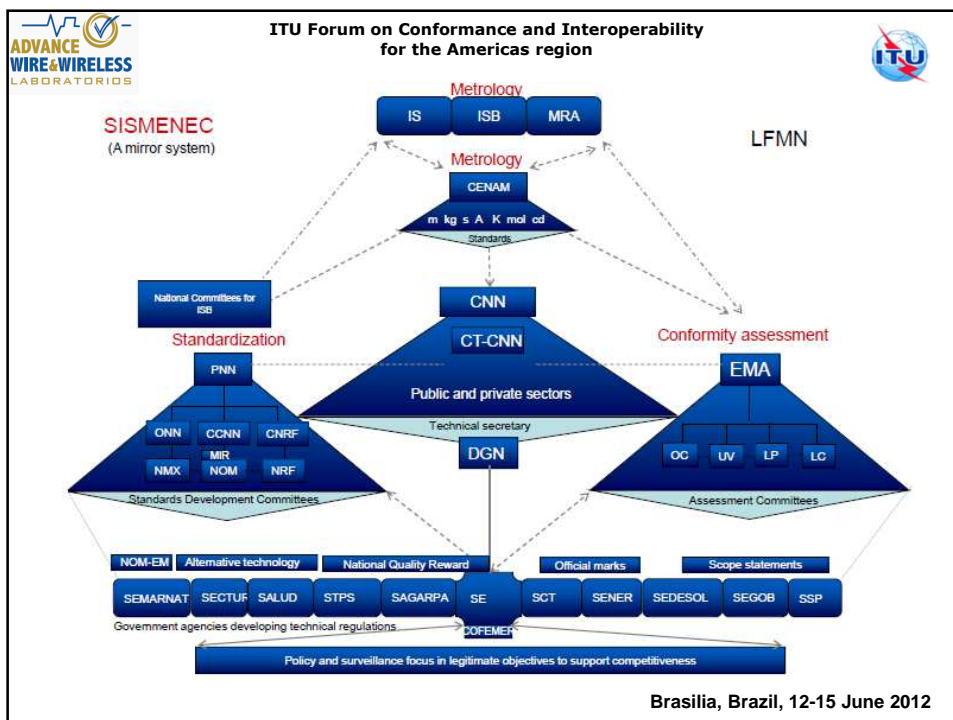 ADVANCE
WIRE&WIRELESS
LABORATORIOS
ITU Forum on Conformance and Interoperability
for the Americas region
ITU
Metrology
IS ISB MRA
SISMENEC
(A mirror system)
LFMN
Metrology
CENAM
m kg s A K mol cd
Standards
National Committees for
ISB
CNN
Standardization
CT-CNN
Conformity assessment
PNN
EMA
Public and private sectors
ONN CCNN CNRF
Technical secretary
MIR
NMX NOM NRF
DGN
OC UV LP LC
Standards Development Committees
Assessment Committees
NOM-EM Alternative technology National Quality Reward Official marks Scope statements
SEMARNAT SECTUR SALUD STPS SAGARPA SE SCT SENER SEDESOL SEGOB SSP
Government agencies developing technical regulations
COFEMER
Policy and surveillance focus in legitimate objectives to support competitiveness
Brasilia, Brazil, 12-15 June 2012